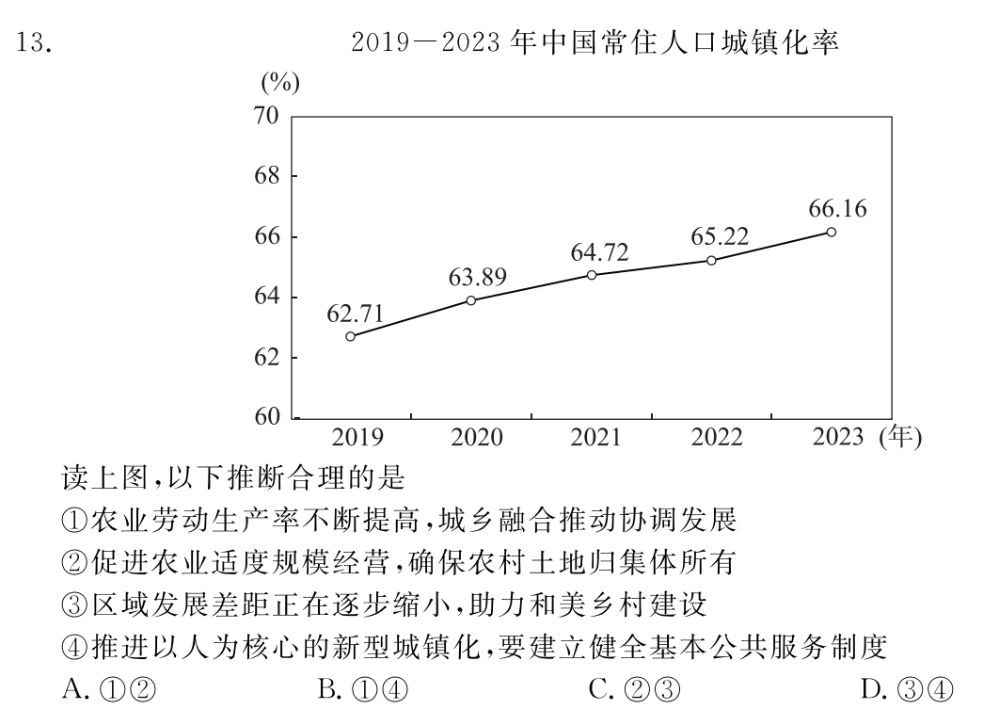 13. 2019－2023 年中国常住人口城镇化率
(%)
70
68
66
64
62
60
62.71
63.89
64.72
65.22
66.16
2019 2020 2021 2022 2023 (年)
读上图,以下推断合理的是
①农业劳动生产率不断提高,城乡融合推动协调发展
②促进农业适度规模经营,确保农村土地归集体所有
③区域发展差距正在逐步缩小,助力和美乡村建设
④推进以人为核心的新型城镇化,要建立健全基本公共服务制度
A. ①② B. ①④ C. ②③ D. ③④